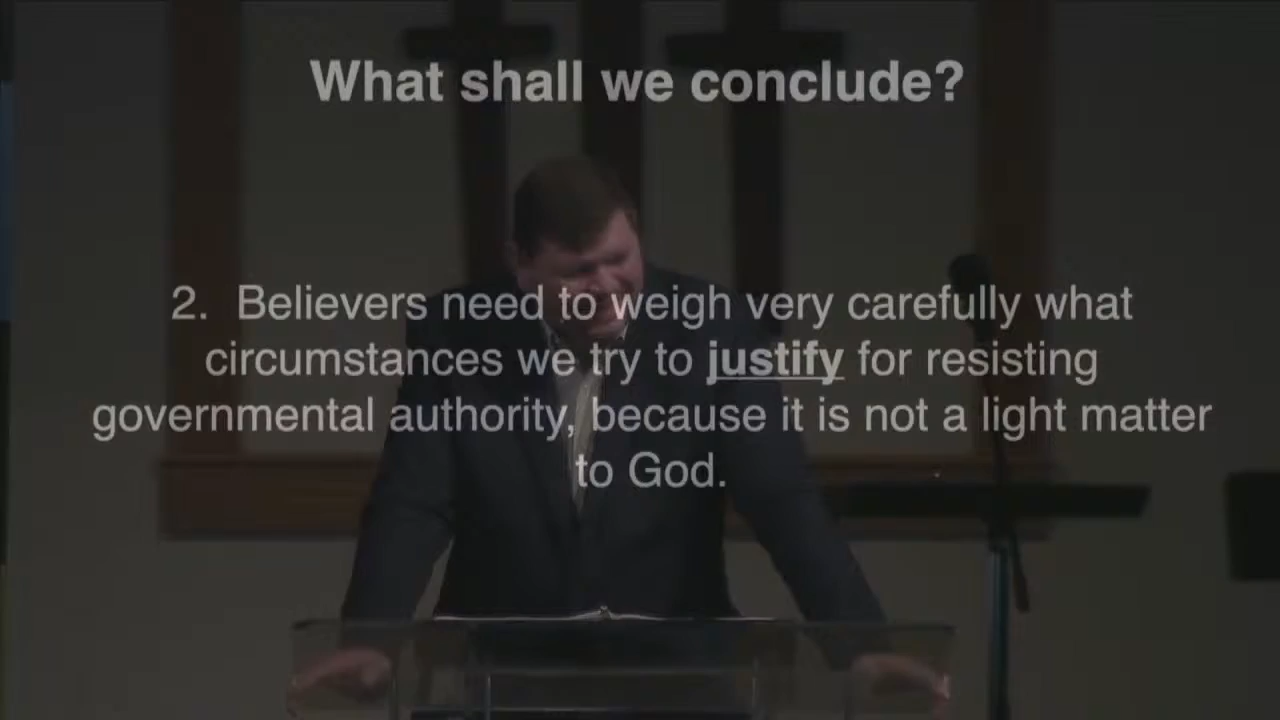 What shall we conclude?
2. Believers need to weigh very carefully what
circumstances we try to justify for resisting
governmental authority, because it is not a light matter
to God.